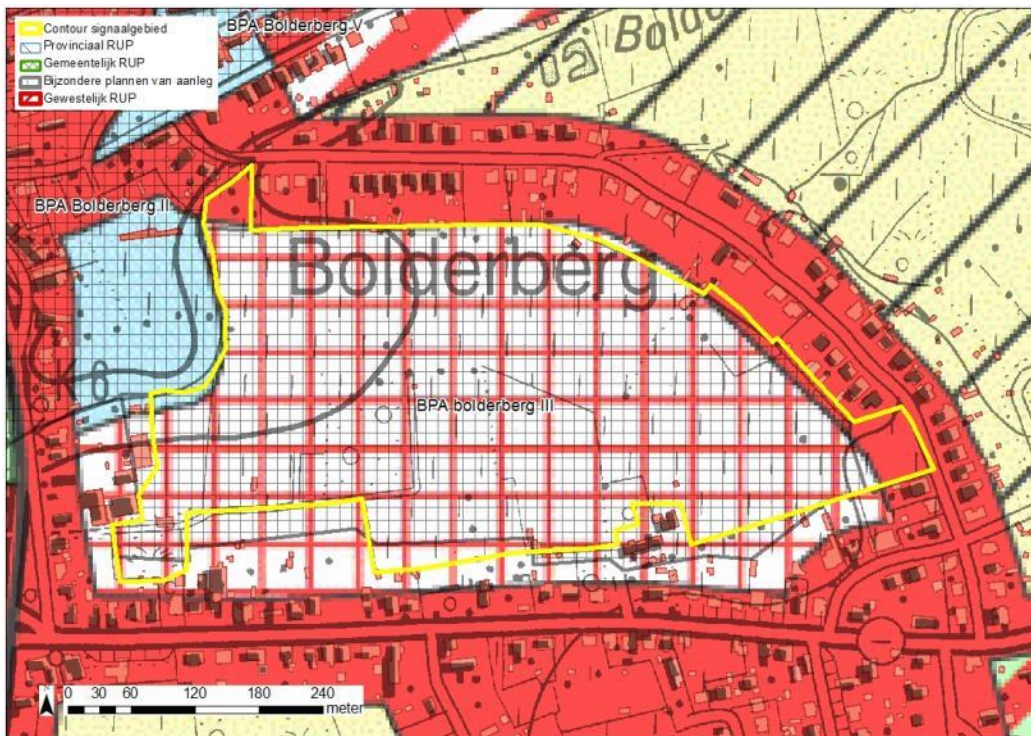 BPA Bolderberg V
Contour signaalgebied
Provinciaal RUP
Gemeentelijk RUP
Bijzondere plannen van aanleg
Gewestelijk RUP
Bolde
BPA Bolderberg II
Bolderberg
BPA bolderberg III
0 30 60 120 180 240
meter